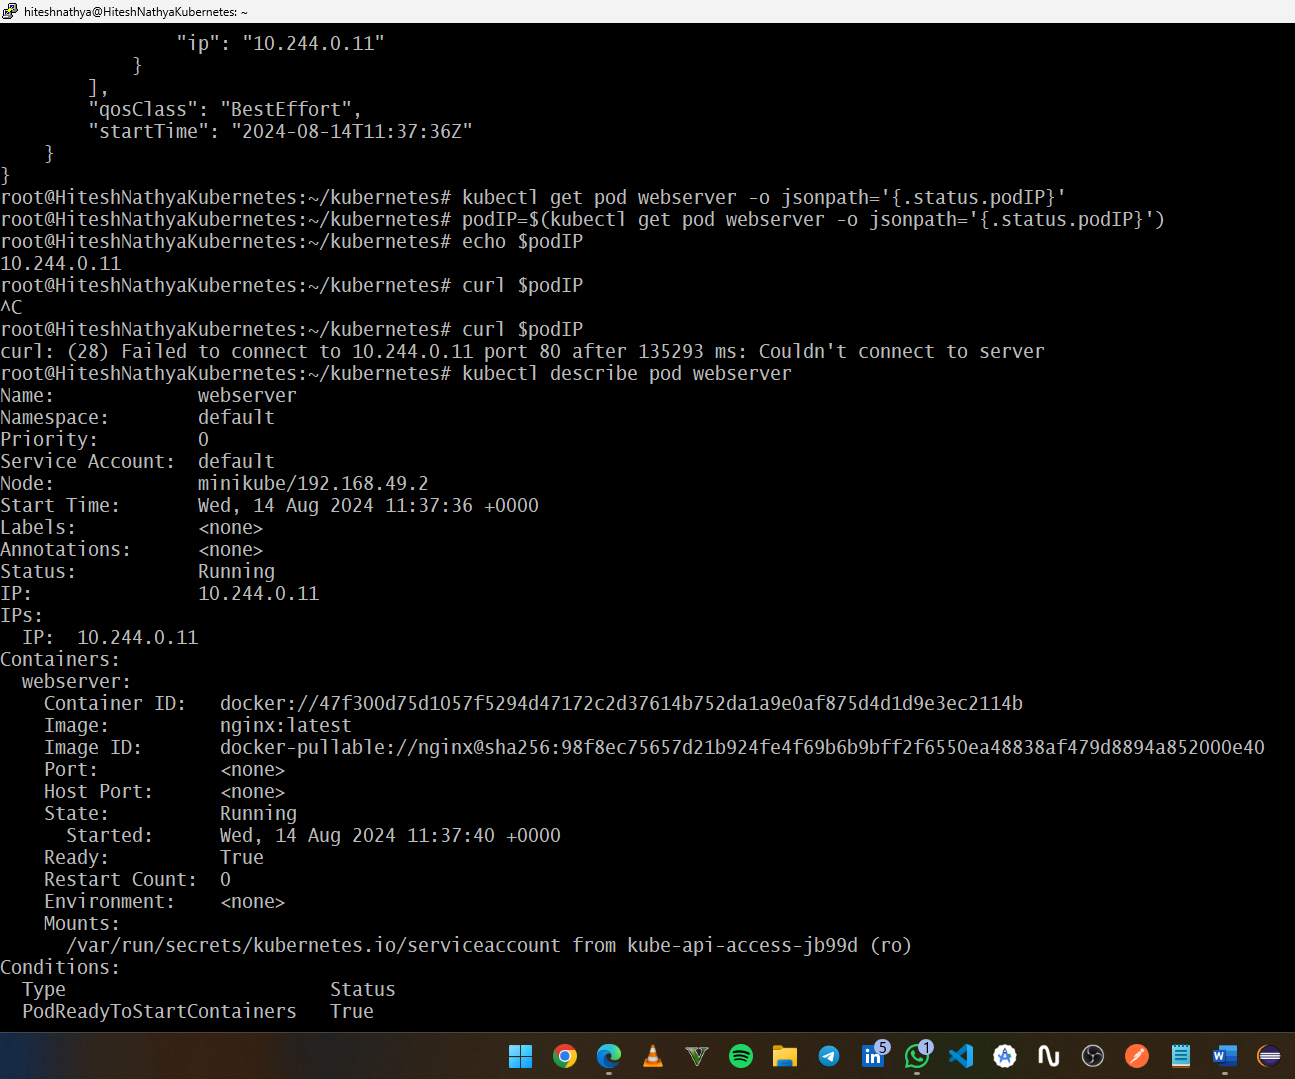 hiteshnathya@HiteshNathyaKubernetes: ~
"ip": "10.244.0.11"
}
],
"qosClass": "BestEffort",
"startTime": "2024-08-14T11:37:36Z"
}
}
root@HiteshNathyaKubernetes:~/kubernetes# kubectl get pod webserver -o jsonpath='{.status.podIP}'
root@HiteshNathyaKubernetes:~/kubernetes# podIP=$(kubectl get pod webserver -o jsonpath='{.status.podIP}')
root@HiteshNathyaKubernetes:~/kubernetes# echo $podIP
10.244.0.11
root@HiteshNathyaKubernetes:~/kubernetes# curl $podIP
^C
root@HiteshNathyaKubernetes:~/kubernetes# curl $podIP
curl: (28) Failed to connect to 10.244.0.11 port 80 after 135293 ms: Couldn't connect to server
root@HiteshNathyaKubernetes:~/kubernetes# kubectl describe pod webserver
Name:             webserver
Namespace:        default
Priority:         0
Service Account:  default
Node:             minikube/192.168.49.2
Start Time:       Wed, 14 Aug 2024 11:37:36 +0000
Labels:           <none>
Annotations:      <none>
Status:           Running
IP:               10.244.0.11
IPs:
  IP:  10.244.0.11
Containers:
  webserver:
    Container ID:   docker://47f300d75d1057f5294d47172c2d37614b752da1a9e0af875d4d1d9e3ec2114b
    Image:          nginx:latest
    Image ID:       docker-pullable://nginx@sha256:98f8ec75657d21b924fe4f69b6b9bff2f6550ea48838af479d8894a852000e40
    Port:           <none>
    Host Port:      <none>
    State:          Running
      Started:      Wed, 14 Aug 2024 11:37:40 +0000
    Ready:          True
    Restart Count:  0
    Environment:    <none>
    Mounts:
      /var/run/secrets/kubernetes.io/serviceaccount from kube-api-access-jb99d (ro)
Conditions:
  Type                        Status
  PodReadyToStartContainers   True
5
1